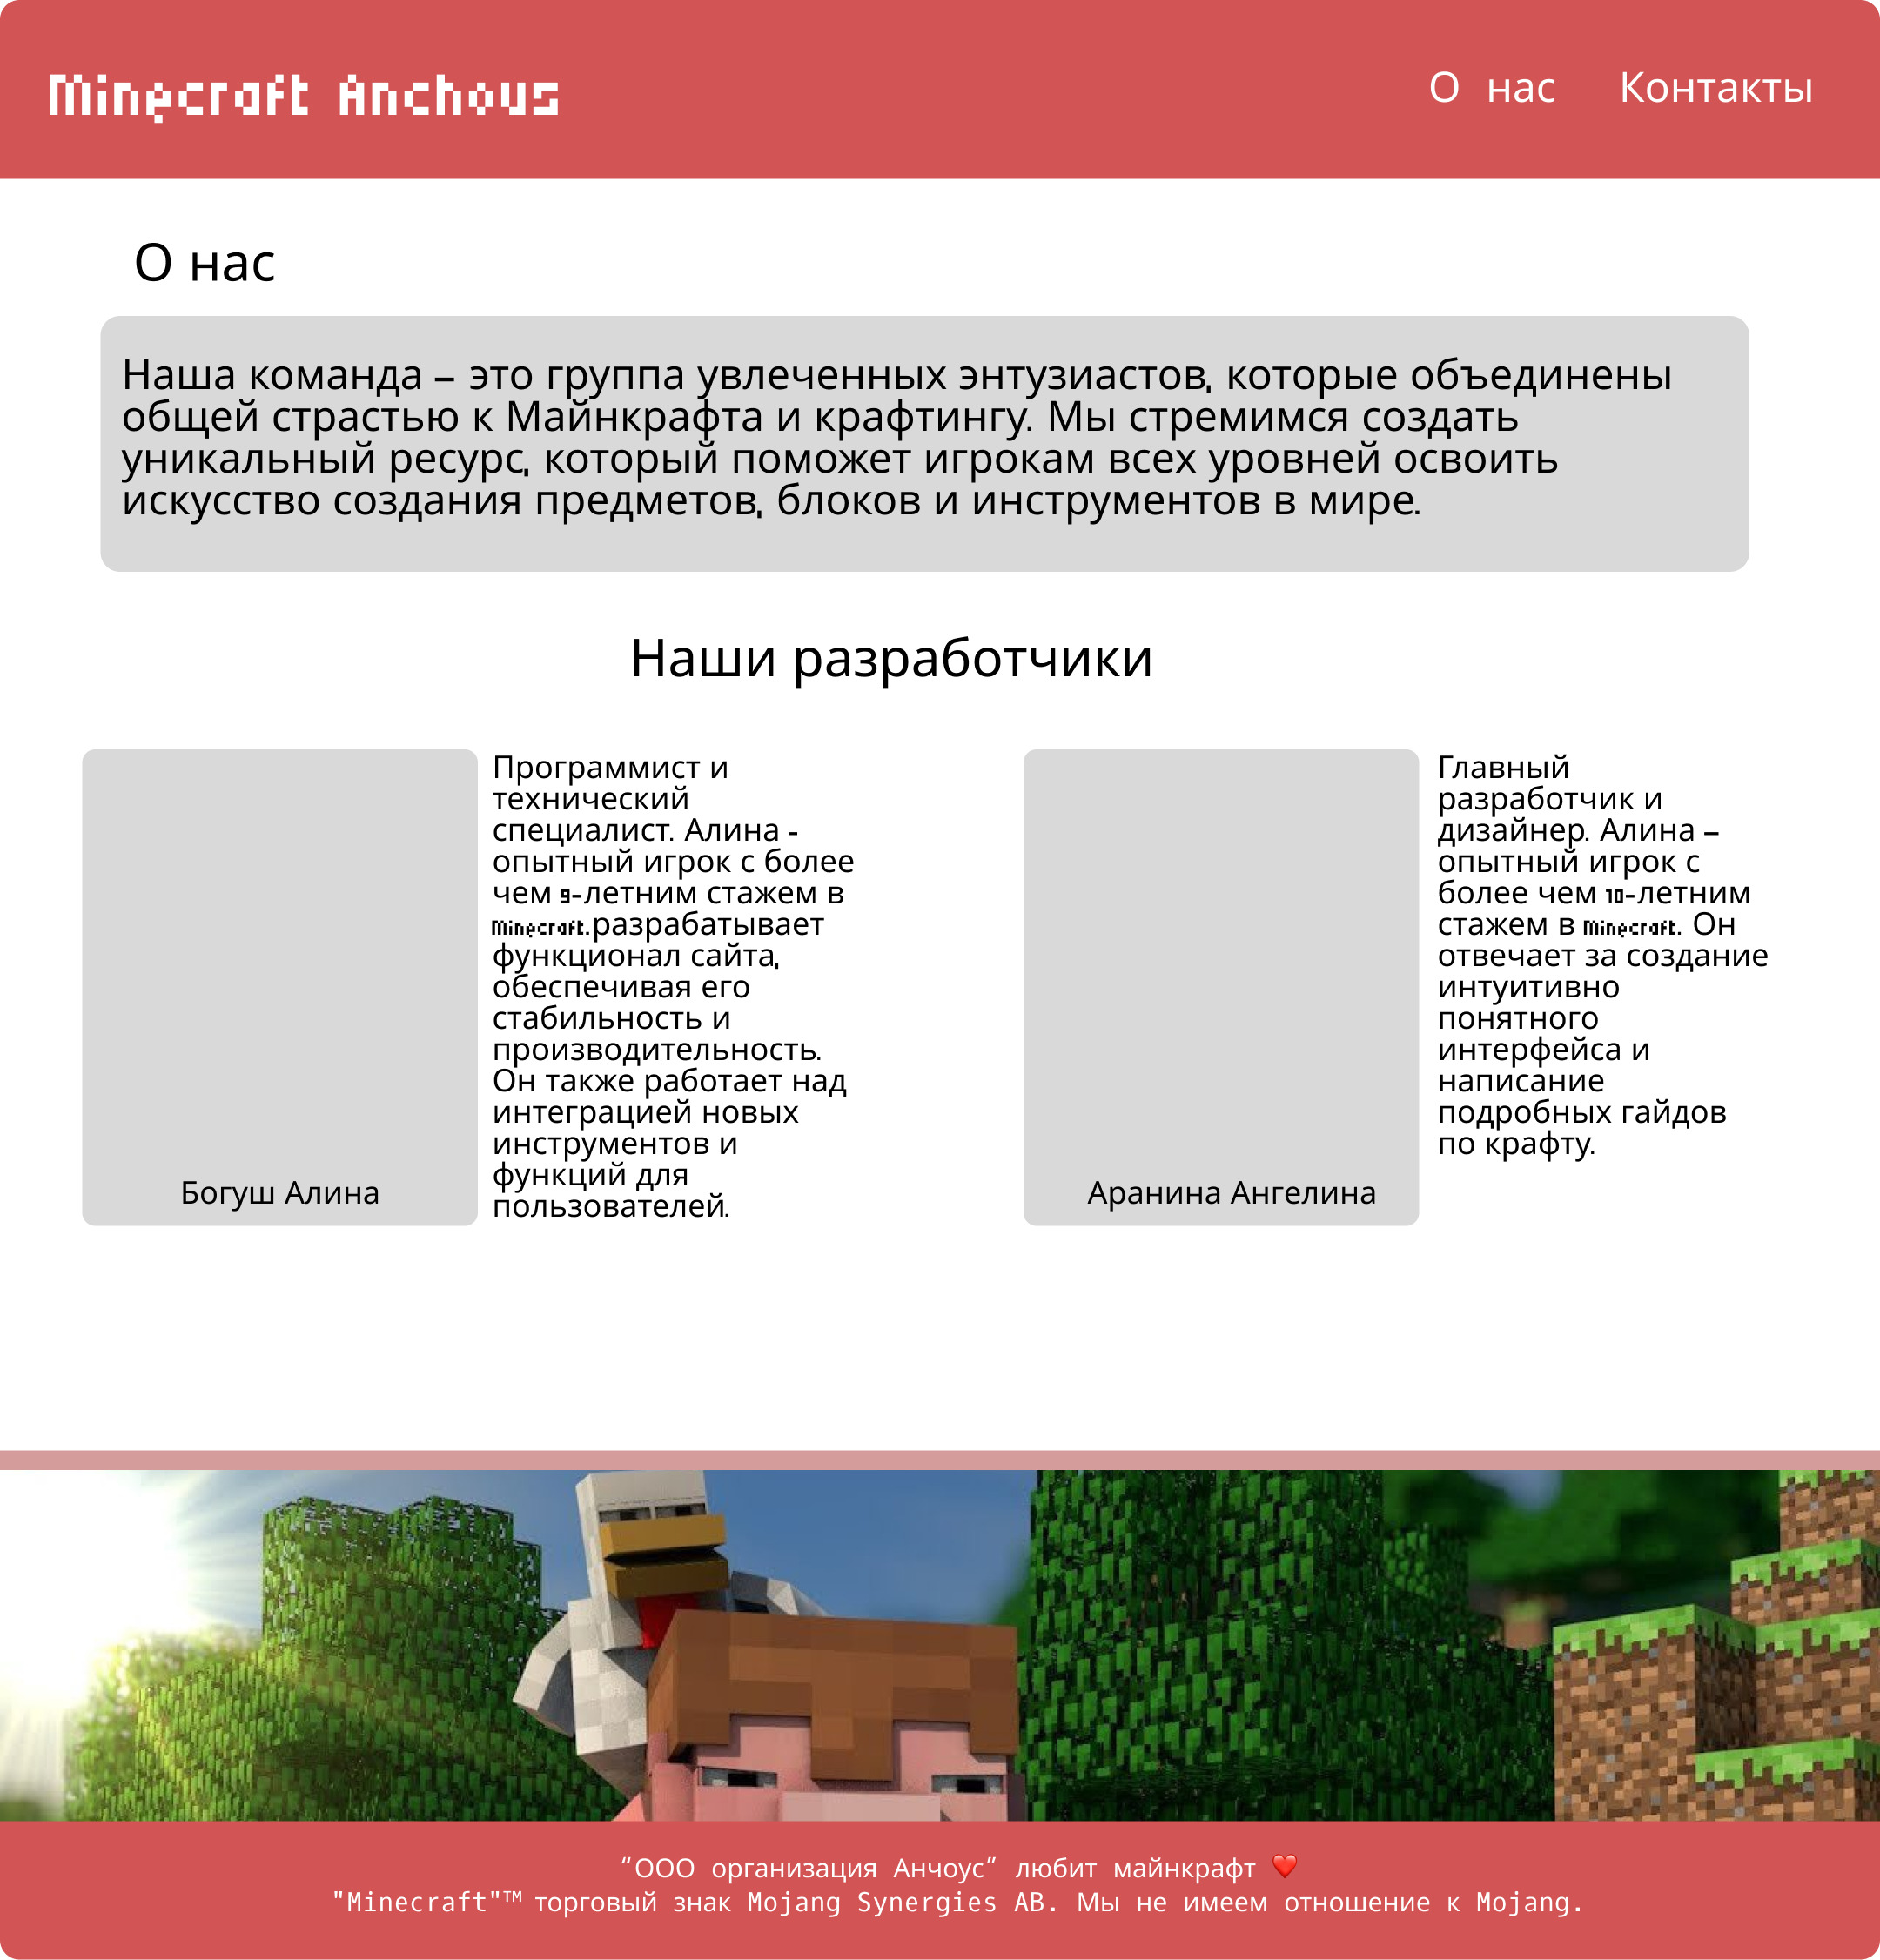 Minecraft Anchous
О нас
Контакты
О нас
Наша команда – это группа увлеченных энтузиастов, которые объединены
общей страстью к Майнкрафта и крафтингу. Мы стремимся создать
уникальный ресурс, который поможет игрокам всех уровней освоить
искусство создания предметов, блоков и инструментов в мире.
Наши разработчики
Программист и
технический
специалист. Алина -
опытный игрок с более
чем 9-летним стажем в
Minecraft.разрабатывает
функционал сайта,
обеспечивая его
стабильность и
производительность.
Он также работает над
интеграцией новых
инструментов и
функций для
пользователей.
Богуш Алина
Главный
разработчик и
дизайнер. Алина –
опытный игрок с
более чем 10-летним
стажем в Minecraft. Он
отвечает за создание
интуитивно
понятного
интерфейса и
написание
подробных гайдов
по крафту.
Аранина Ангелина
“ООО организация Анчоус” любит майнкрафт ❤️
"Minecraft"™ торговый знак Mojang Synergies AB. Мы не имеем отношение к Mojang.